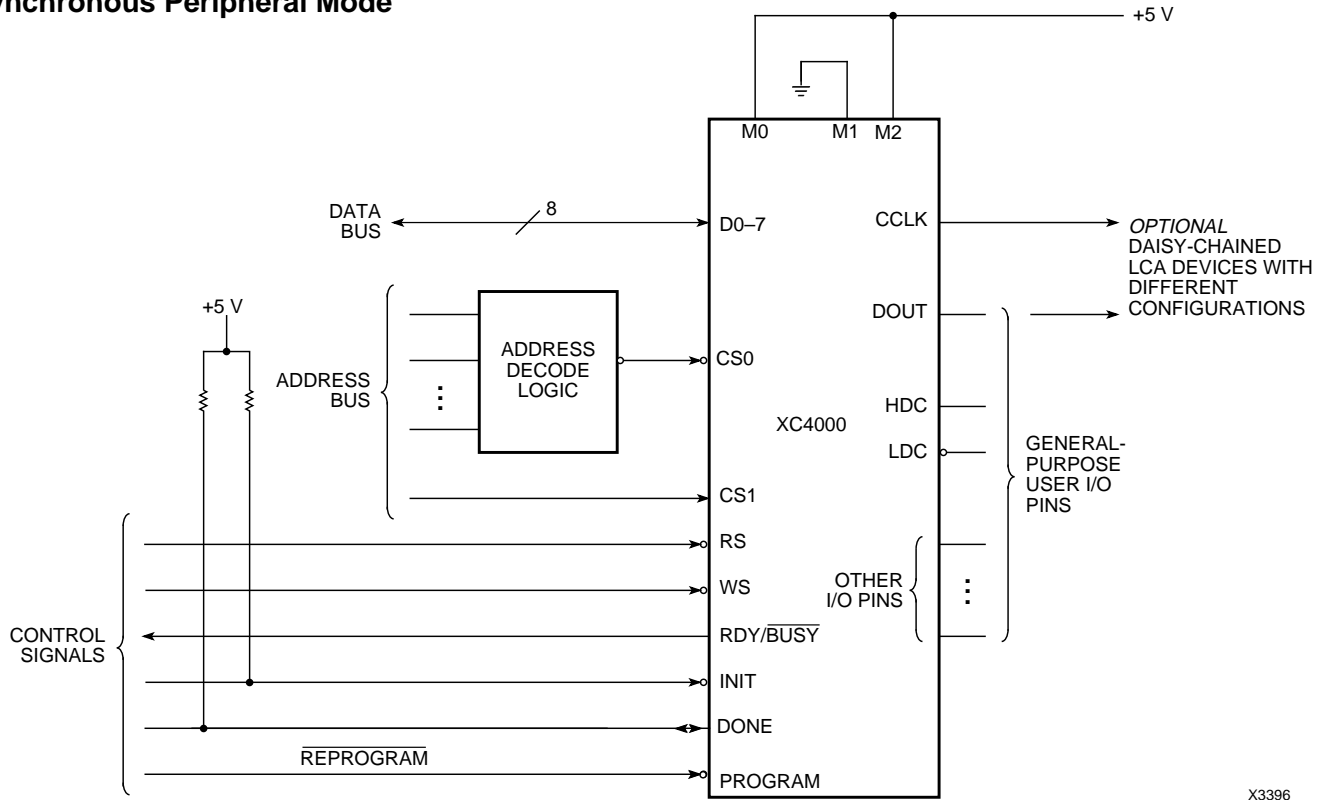 ynchronous Peripheral Mode
+5 V
M0 M1 M2
DATA
BUS
8
D0–7
CCLK
OPTIONAL
DAISY-CHAINED
LCA DEVICES WITH
DIFFERENT
CONFIGURATIONS
+5 V
ADDRESS
BUS
ADDRESS
DECODE
LOGIC
CS0
DOUT
XC4000
HDC
LDC
GENERAL-
PURPOSE
USER I/O
PINS
CS1
CONTROL
SIGNALS
RS
WS
RDY/BUSY
INIT
DONE
REPROGRAM
PROGRAM
OTHER
I/O PINS
X3396